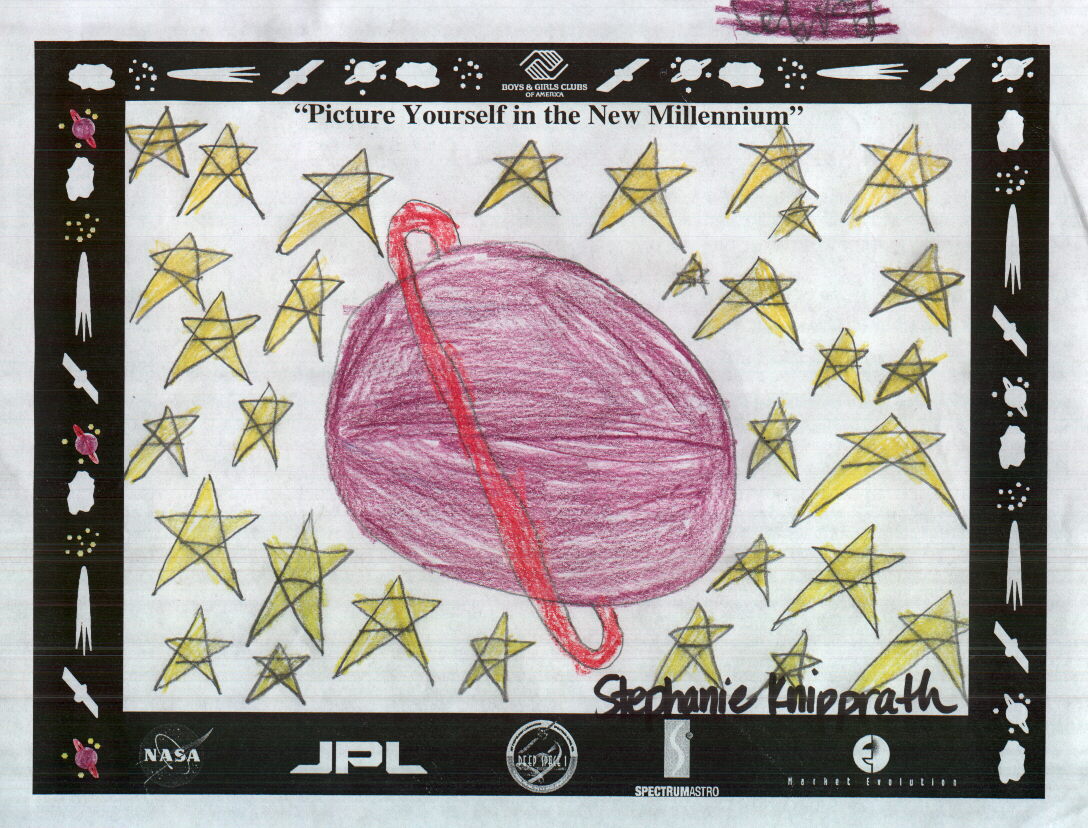 BOYS & GIRLS CLUBS
OF AMERICA
“Picture Yourself in the New Millennium”
Stephanie Knipprath
NASA
JPL
DEEP SPACE 1
SPECTRUMASTRO
Market Evolution